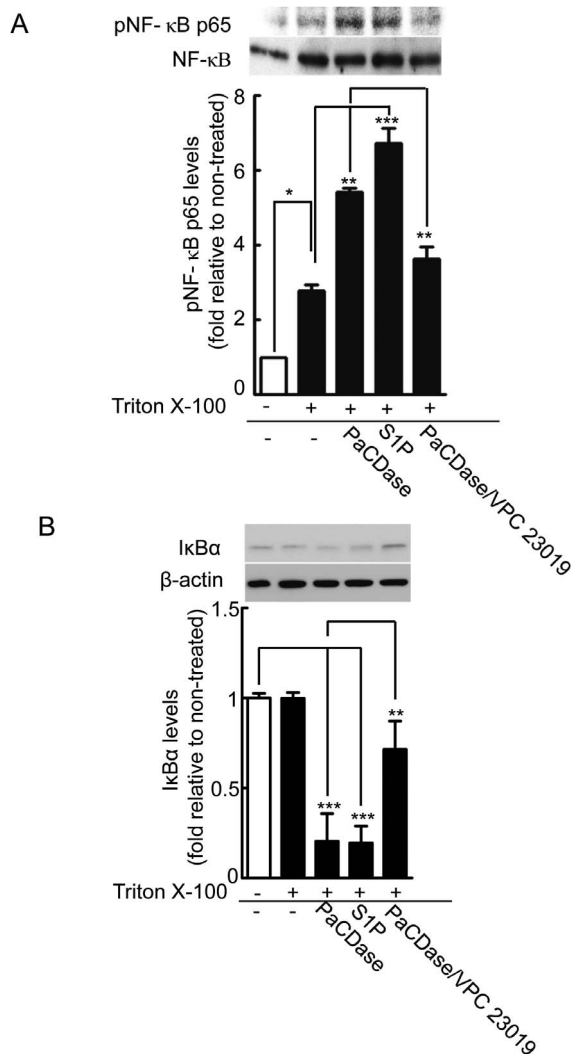 A
pNF- κB p65
NF-κB
pNF- κB p65 levels
(fold relative to non-treated)
8
6
4
2
0
*
**
***
**
Triton X-100 - + + + +
- - PaCDase S1P PaCDase/VPC 23019
B
IκBα
β-actin
IκBα levels
(fold relative to non-treated)
1.5
1
0.5
0
***
***
**
Triton X-100 - + + + +
- - PaCDase S1P PaCDase/VPC 23019